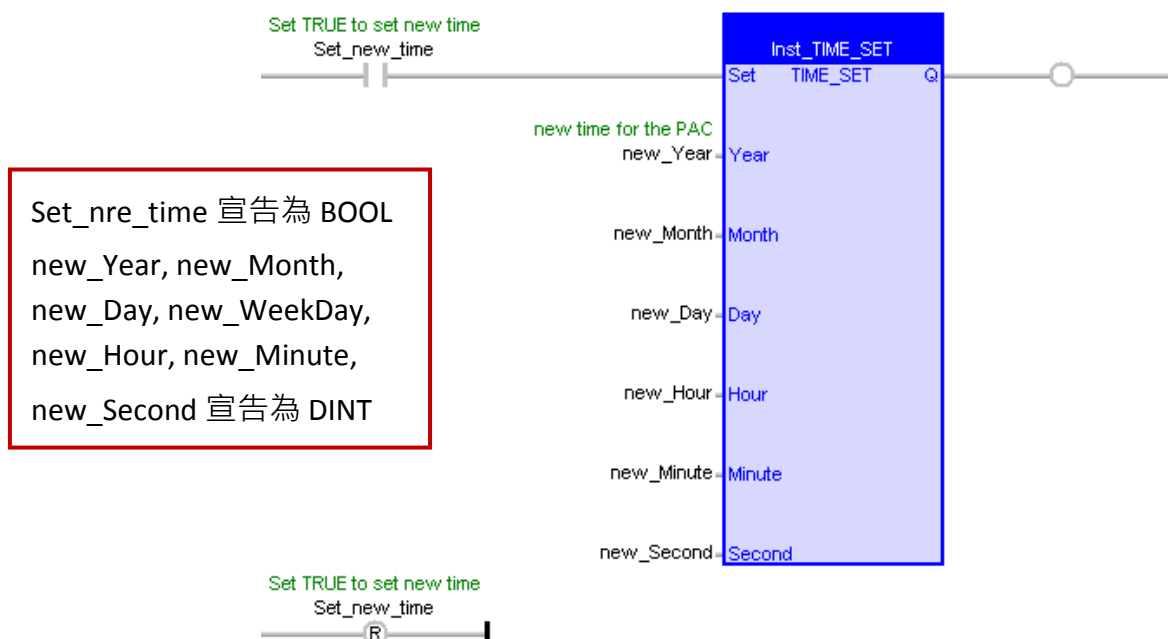 Set TRUE to set new time
Set_new_time
Inst_TIME_SET
Set TIME_SET Q
new time for the PAC
new_Year Year
new_Month Month
new_Day Day
new_Hour Hour
new_Minute Minute
new_Second Second
Set_nre_time 宣告為 BOOL
new_Year, new_Month,
new_Day, new_WeekDay,
new_Hour, new_Minute,
new_Second 宣告為 DINT
Set TRUE to set new time
Set_new_time
R